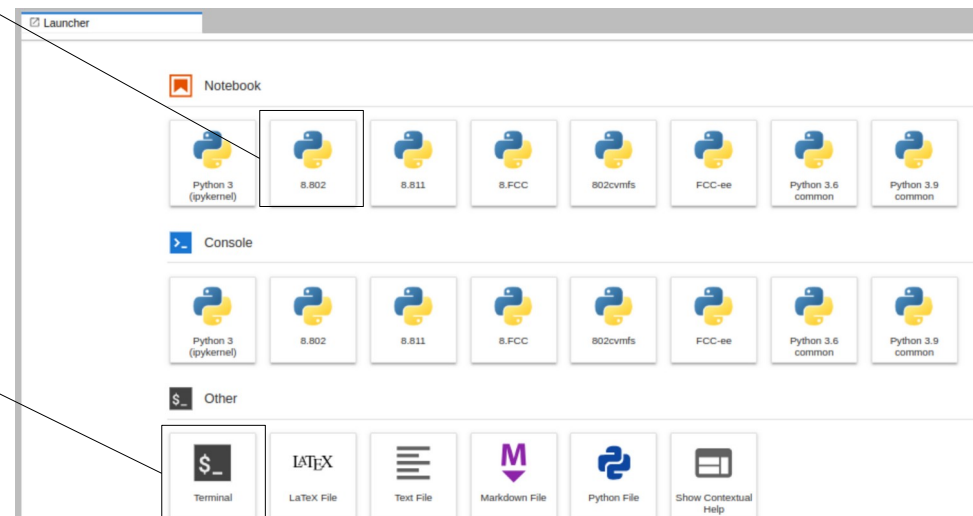 Launcher
Notebook
Python 3
(ipykernel)
8.802
8.811
8.FCC
802cvmfs
FCC-ee
Python 3.6
common
Python 3.9
common
Console
Python 3
(ipykernel)
8.802
8.811
8.FCC
802cvmfs
FCC-ee
Python 3.6
common
Python 3.9
common
$_ Other
$_
Terminal
LATEX
LaTeX File
Text File
M
Markdown File
Python File
Show Contextual
Help